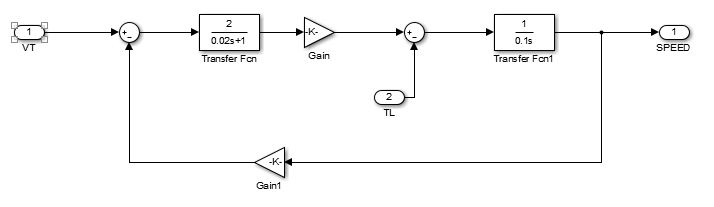 1
VT
+
-
2
0.02s+1
Transfer Fcn
-K-
Gain
+
-
1
0.1s
Transfer Fcn1
1
SPEED
2
TL
-K-
Gain1